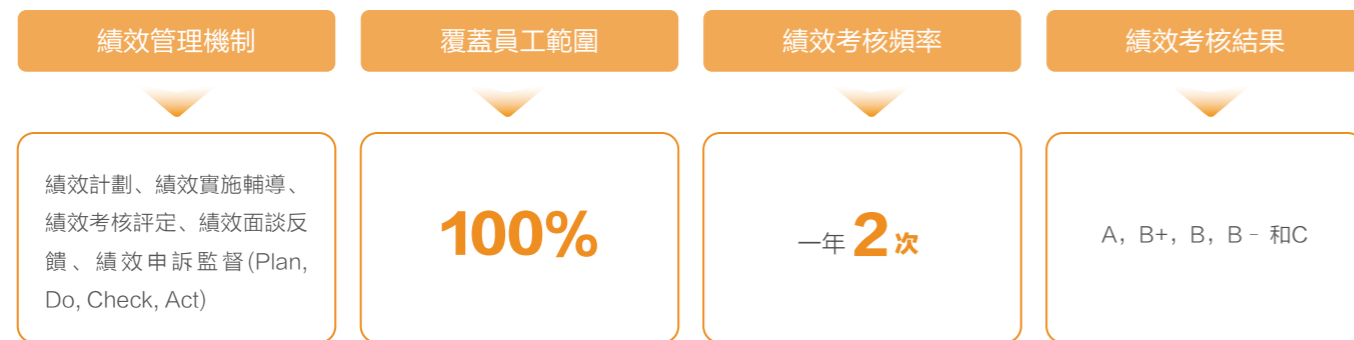 績效管理機制
績效計劃、績效實施輔導、
績效考核評定、績效面談反
饋、績效申訴監督(Plan,
Do, Check, Act)
覆蓋員工範圍
100%
績效考核頻率
一年2次
績效考核結果
A，B+，B，B– 和C